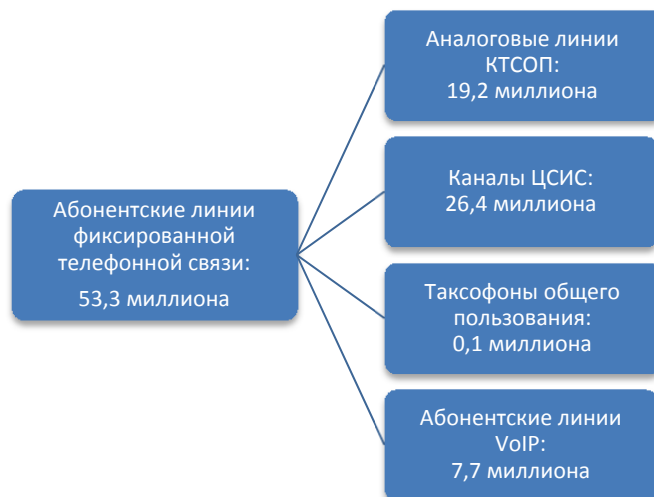 Абонентские линии
фиксированной
телефонной связи:
53,3 миллиона
Аналоговые линии
КТСОП:
19,2 миллиона
Каналы ЦСИС:
26,4 миллиона
Таксофоны общего
пользования:
0,1 миллиона
Абонентские линии
VoIP:
7,7 миллиона